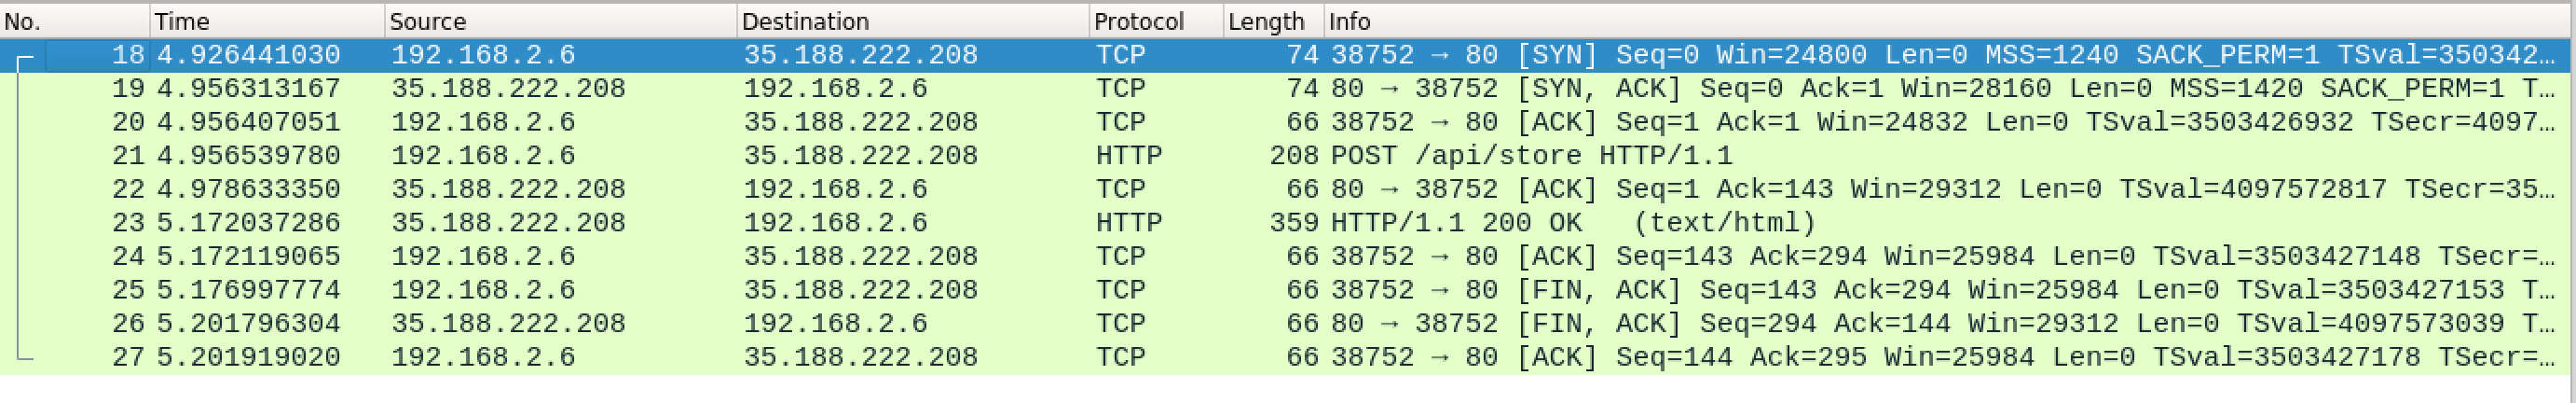 No. Time Source Destination Protocol Length Info
18 4.926441030 192.168.2.6 35.188.222.208 TCP 74 38752 → 80 [SYN] Seq=0 Win=24800 Len=0 MSS=1240 SACK_PERM=1 TSval=350342…
19 4.956313167 35.188.222.208 192.168.2.6 TCP 74 80 → 38752 [SYN, ACK] Seq=0 Ack=1 Win=28160 Len=0 MSS=1420 SACK_PERM=1 T…
20 4.956407051 192.168.2.6 35.188.222.208 TCP 66 38752 → 80 [ACK] Seq=1 Ack=1 Win=24832 Len=0 TSval=3503426932 TSecr=4097…
21 4.956539780 192.168.2.6 35.188.222.208 HTTP 208 POST /api/store HTTP/1.1
22 4.978633350 35.188.222.208 192.168.2.6 TCP 66 80 → 38752 [ACK] Seq=1 Ack=143 Win=29312 Len=0 TSval=4097572817 TSecr=35…
23 5.172037286 35.188.222.208 192.168.2.6 HTTP 359 HTTP/1.1 200 OK (text/html)
24 5.172119065 192.168.2.6 35.188.222.208 TCP 66 38752 → 80 [ACK] Seq=143 Ack=294 Win=25984 Len=0 TSval=3503427148 TSecr=…
25 5.176997774 192.168.2.6 35.188.222.208 TCP 66 38752 → 80 [FIN, ACK] Seq=143 Ack=294 Win=25984 Len=0 TSval=3503427153 T…
26 5.201796304 35.188.222.208 192.168.2.6 TCP 66 80 → 38752 [FIN, ACK] Seq=294 Ack=144 Win=29312 Len=0 TSval=4097573039 T…
27 5.201919020 192.168.2.6 35.188.222.208 TCP 66 38752 → 80 [ACK] Seq=144 Ack=295 Win=25984 Len=0 TSval=3503427178 TSecr=…